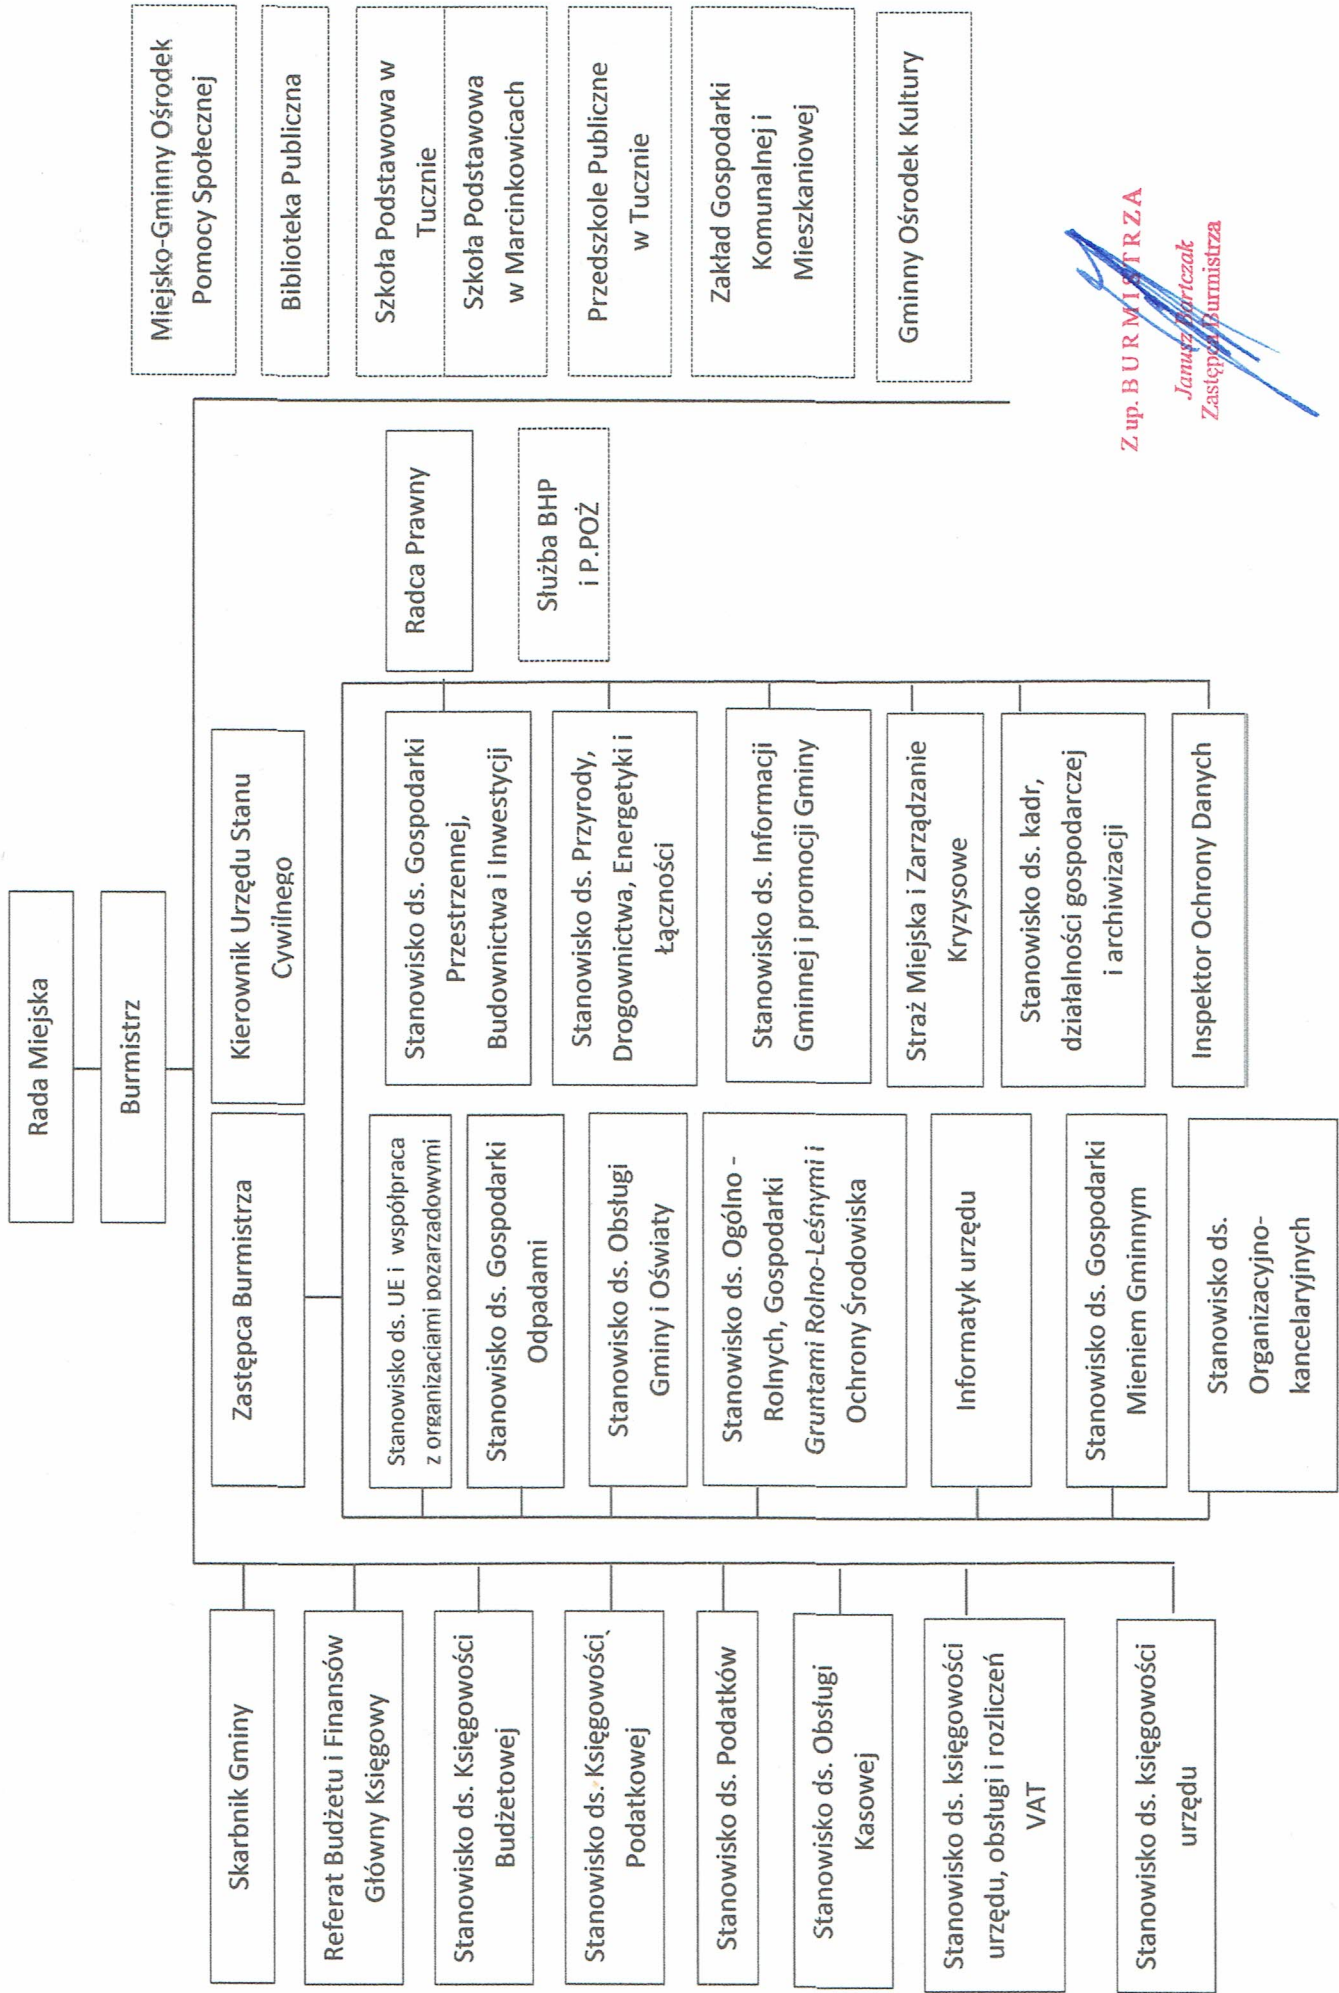 Rada Miejska
Burmistrz
Skarbnik Gminy
Referat Budżetu i Finansów
Główny Księgowy
Stanowisko ds. Księgowości
Budżetowej
Stanowisko ds. Księgowości
Podatkowej
Stanowisko ds. Podatków
Stanowisko ds. Obsługi
Kasowej
Stanowisko ds. księgowości
urzędu, obsługi i rozliczeń
VAT
Stanowisko ds. księgowości
urzędu
Zastępca Burmistrza
Stanowisko ds. UE i współpraca
z organizaciami pozarzadowymi
Stanowisko ds. Gospodarki
Odpadami
Stanowisko ds. Obsługi
Gminy i Oświaty
Stanowisko ds. Ogólno -
Rolnych, Gospodarki
Gruntami Rolno-Leśnymi i
Ochrony Środowiska
Informatyk urzędu
Stanowisko ds. Gospodarki
Mieniem Gminnym
Stanowisko ds.
Organizacyjno-
kancelaryjnych
Kierownik Urzędu Stanu
Cywilnego
Stanowisko ds. Gospodarki
Przestrzennej,
Budownictwa i Inwestycji
Stanowisko ds. Przyrody,
Drogownictwa, Energetyki i
Łączności
Stanowisko ds. Informacji
Gminnej i promocji Gminy
Straż Miejska i Zarządzanie
Kryzysowe
Stanowisko ds. kadr,
działalności gospodarczej
i archiwizacji
Inspektor Ochrony Danych
Radca Prawny
Służba BHP
i P.POŻ
Miejsko-Gminny Ośrodek
Pomocy Społecznej
Biblioteka Publiczna
Szkoła Podstawowa w
Tucznie
Szkoła Podstawowa
w Marcinkowicach
Przedszkole Publiczne
w Tucznie
Zakład Gospodarki
Komunalnej i
Mieszkaniowej
Gminny Ośrodek Kultury
Z up. BURMISTRZA
Janusz Bartczak
Zastępca Burmistrza